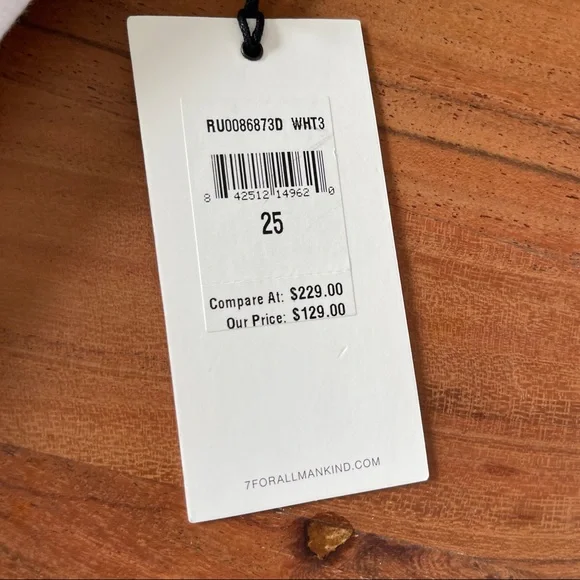 RU0086873D WHT3
8 42512 14962 0
25
Compare At: $229.00
Our Price: $129.00
7FORALLMANKIND.COM